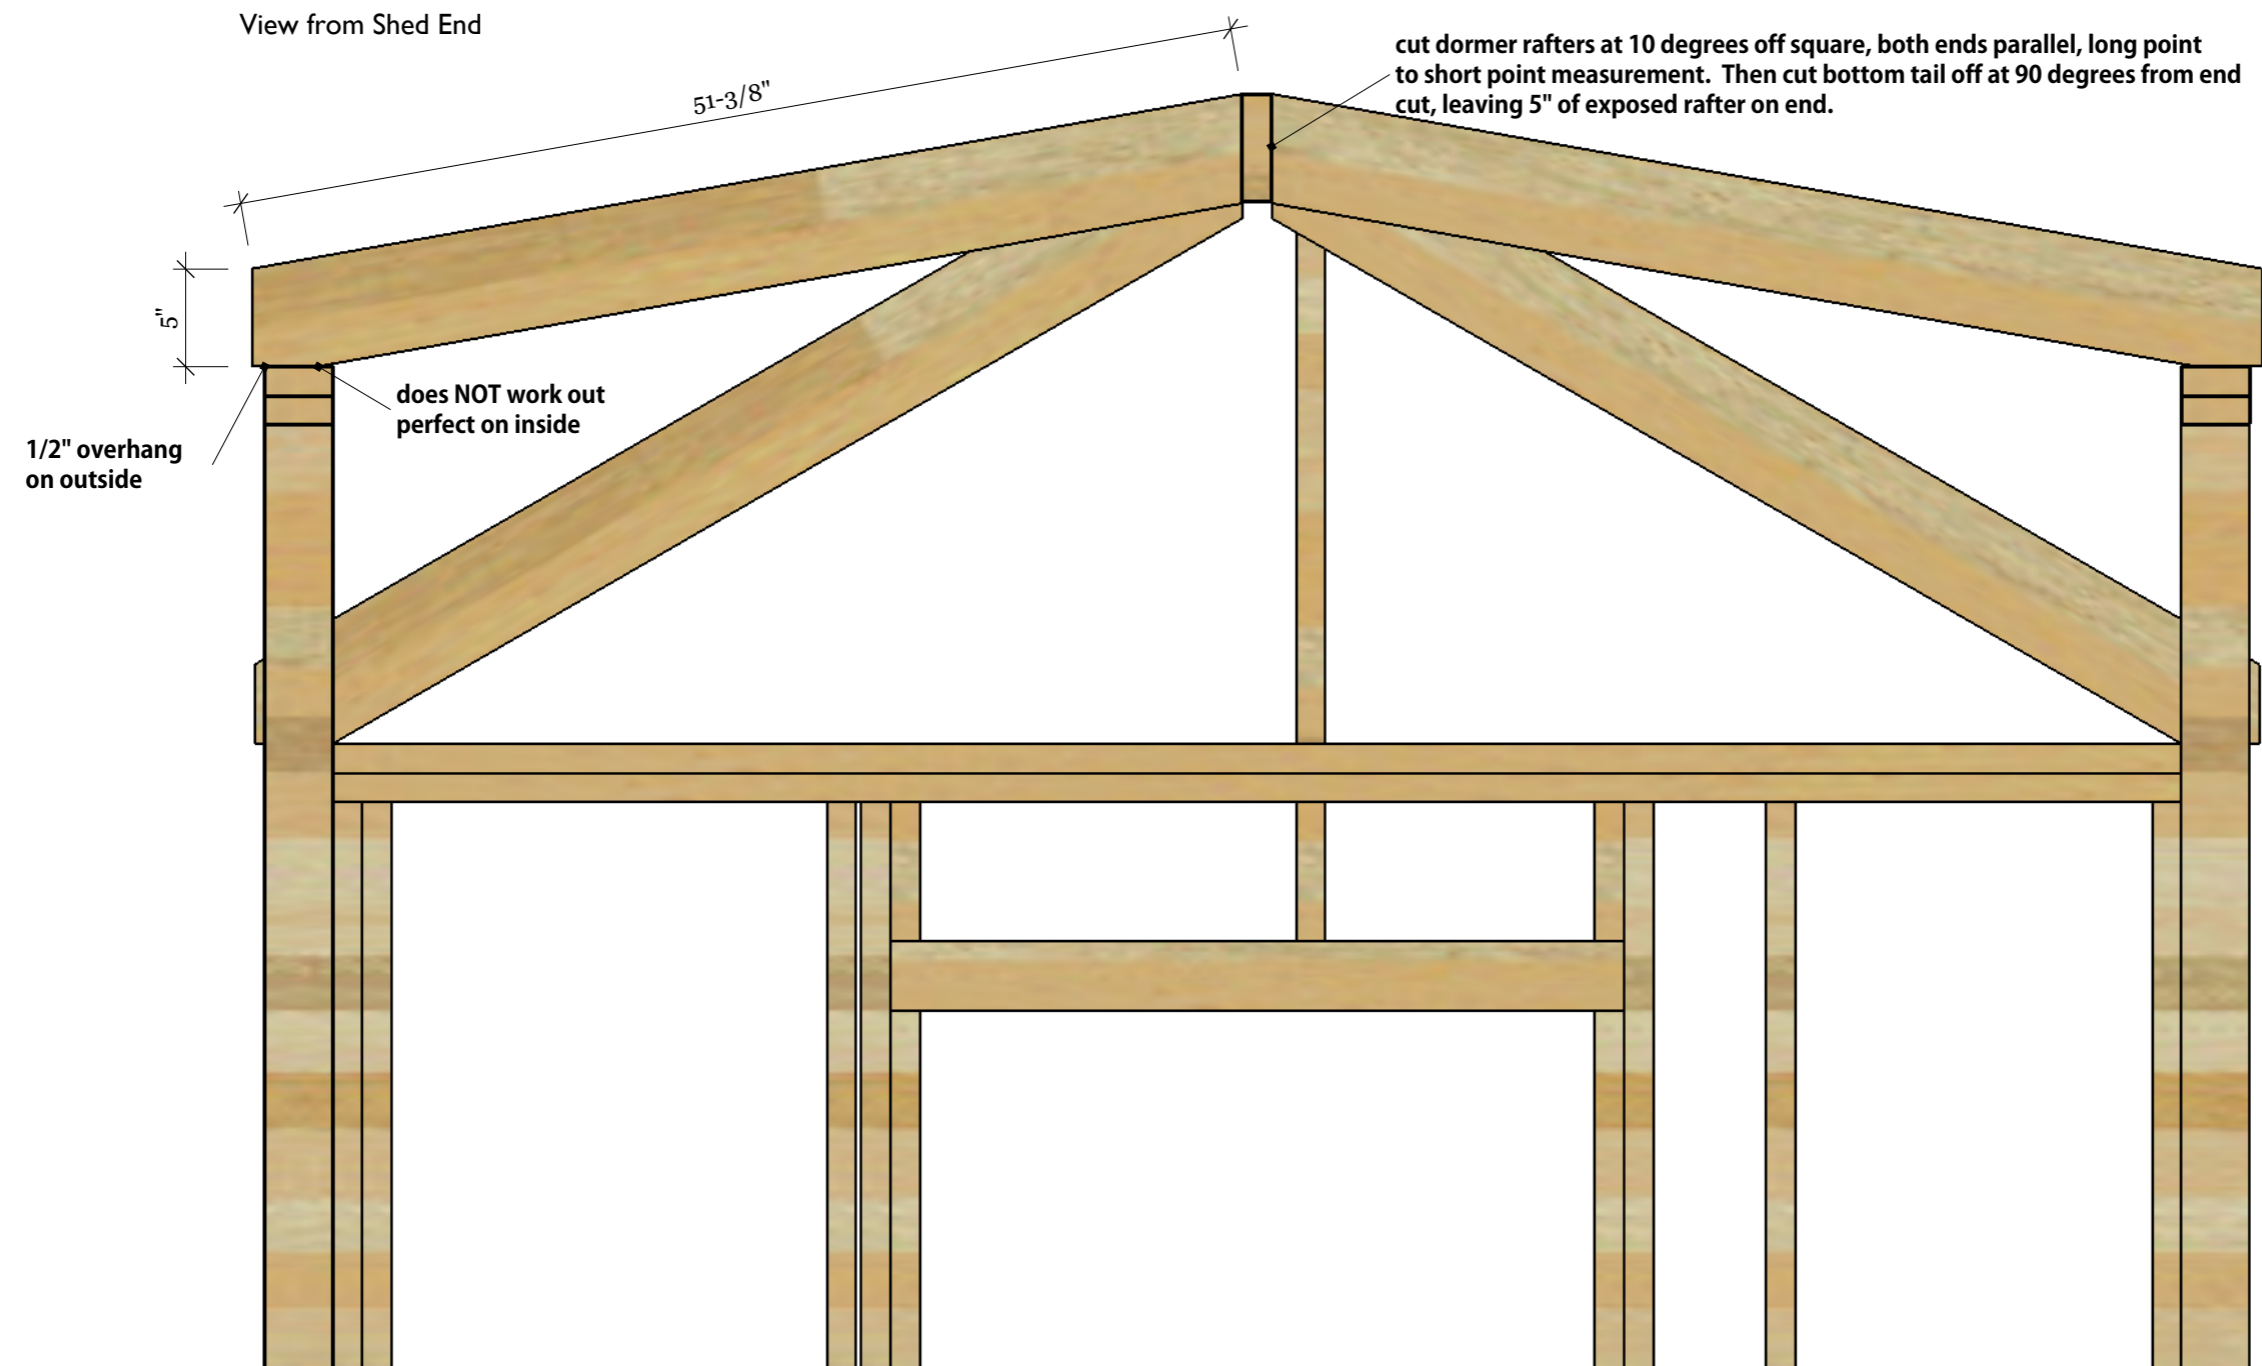 View from Shed End
cut dormer rafters at 10 degrees off square, both ends parallel, long point
to short point measurement.  Then cut bottom tail off at 90 degrees from end
cut, leaving 5" of exposed rafter on end.
51-3/8"
5"
does NOT work out
perfect on inside
1/2" overhang
on outside